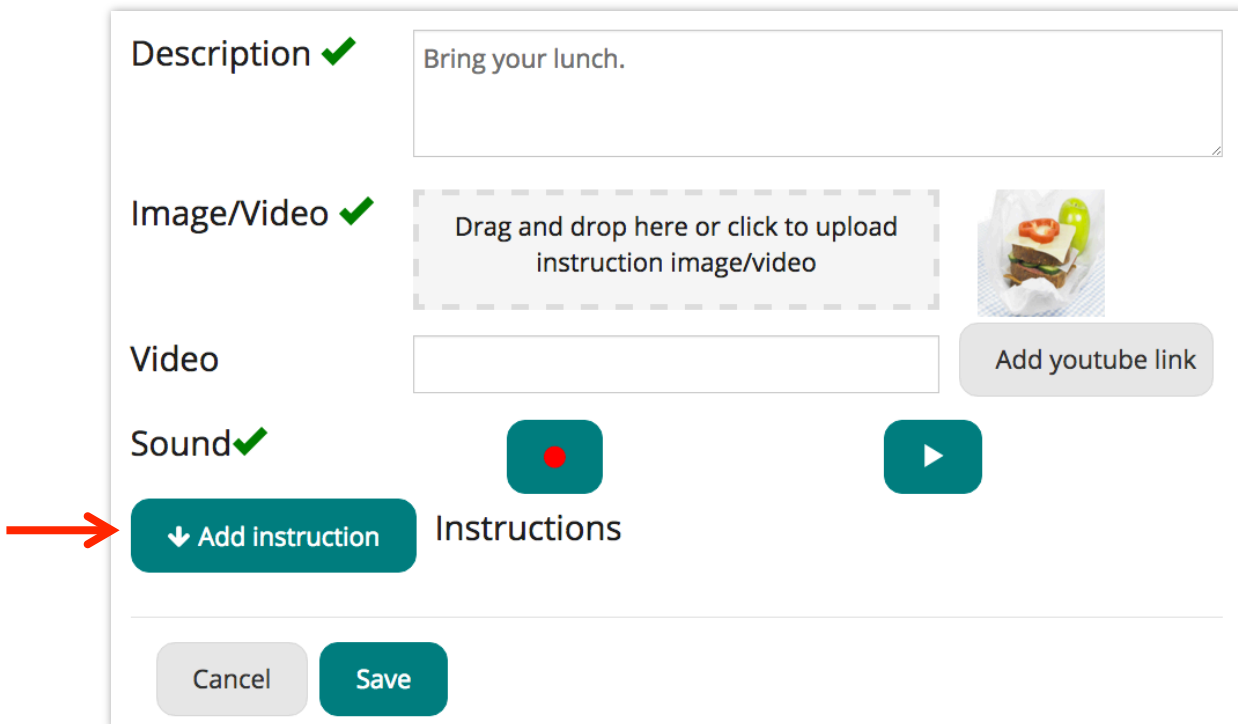 Description
Bring your lunch.
Image/Video
Drag and drop here or click to upload
instruction image/video
Video
Add youtube link
Sound
Add instruction
Instructions
Cancel
Save